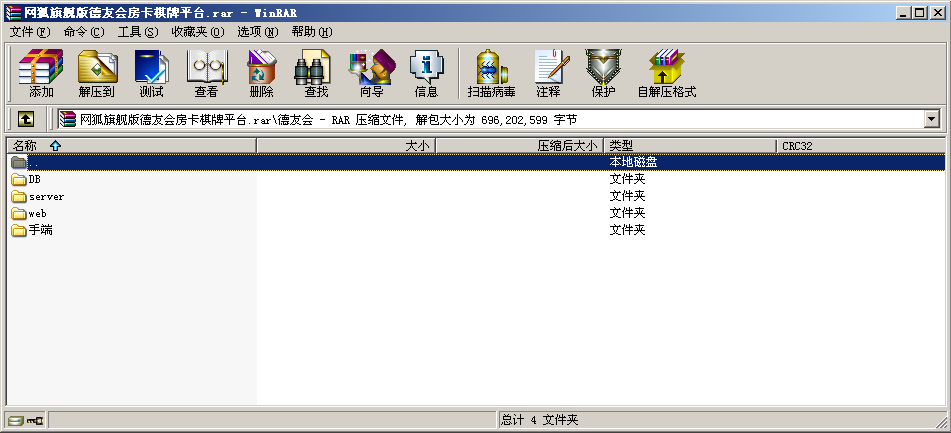 网狐旗舰版德友会房卡棋牌平台.rar - WinRAR
文件(F) 命令(C) 工具(S) 收藏夹(O) 选项(N) 帮助(H)
添加 解压到 测试 查看 删除 查找 向导 信息 扫描病毒 注释 保护 自解压格式
网狐旗舰版德友会房卡棋牌平台.rar\德友会 - RAR 压缩文件, 解包大小为 696,202,599 字节
名称 大小 压缩后大小 类型 CRC32
.. 本地磁盘
DB 文件夹
server 文件夹
web 文件夹
手端 文件夹
总计 4 文件夹